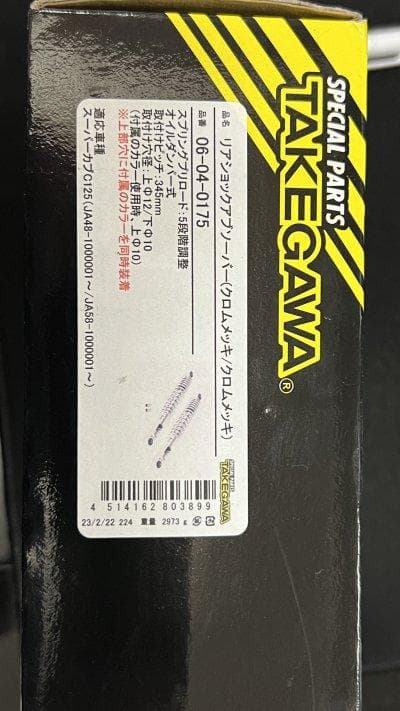 SPECIAL PARTS
TAKEGAWA®
品名 リアショックアブソーバー(クロムメッキ/クロムメッキ)
品番 06-04-0175
スプリングプリロード:5段階調整
オイルダンパー式
取付けピッチ:345mm
取付け穴径:上Φ12/下Φ10
(付属のカラー使用時、上Φ10)
※上部穴に付属のカラーを同時装着
適応車種
スーパーカブC125(JA48-1000001~/JA58-1000001~)
SPECIAL PARTS
TAKEGAWA
4514162803899
23/2/22 224 重量 2973 g